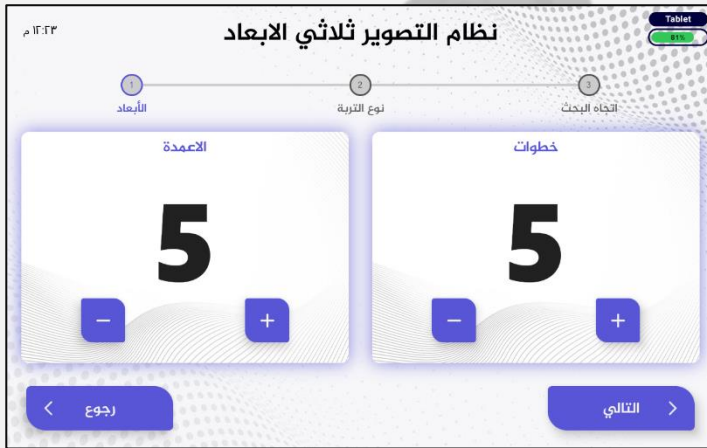 نظام التصوير ثلاثي الابعاد
١٢:٢٣ م
Tablet
81%
1
2
3
الأبعاد
نوع التربة
اتجاه البحث
الاعمدة
5
− +
خطوات
5
− +
رجوع
التالي